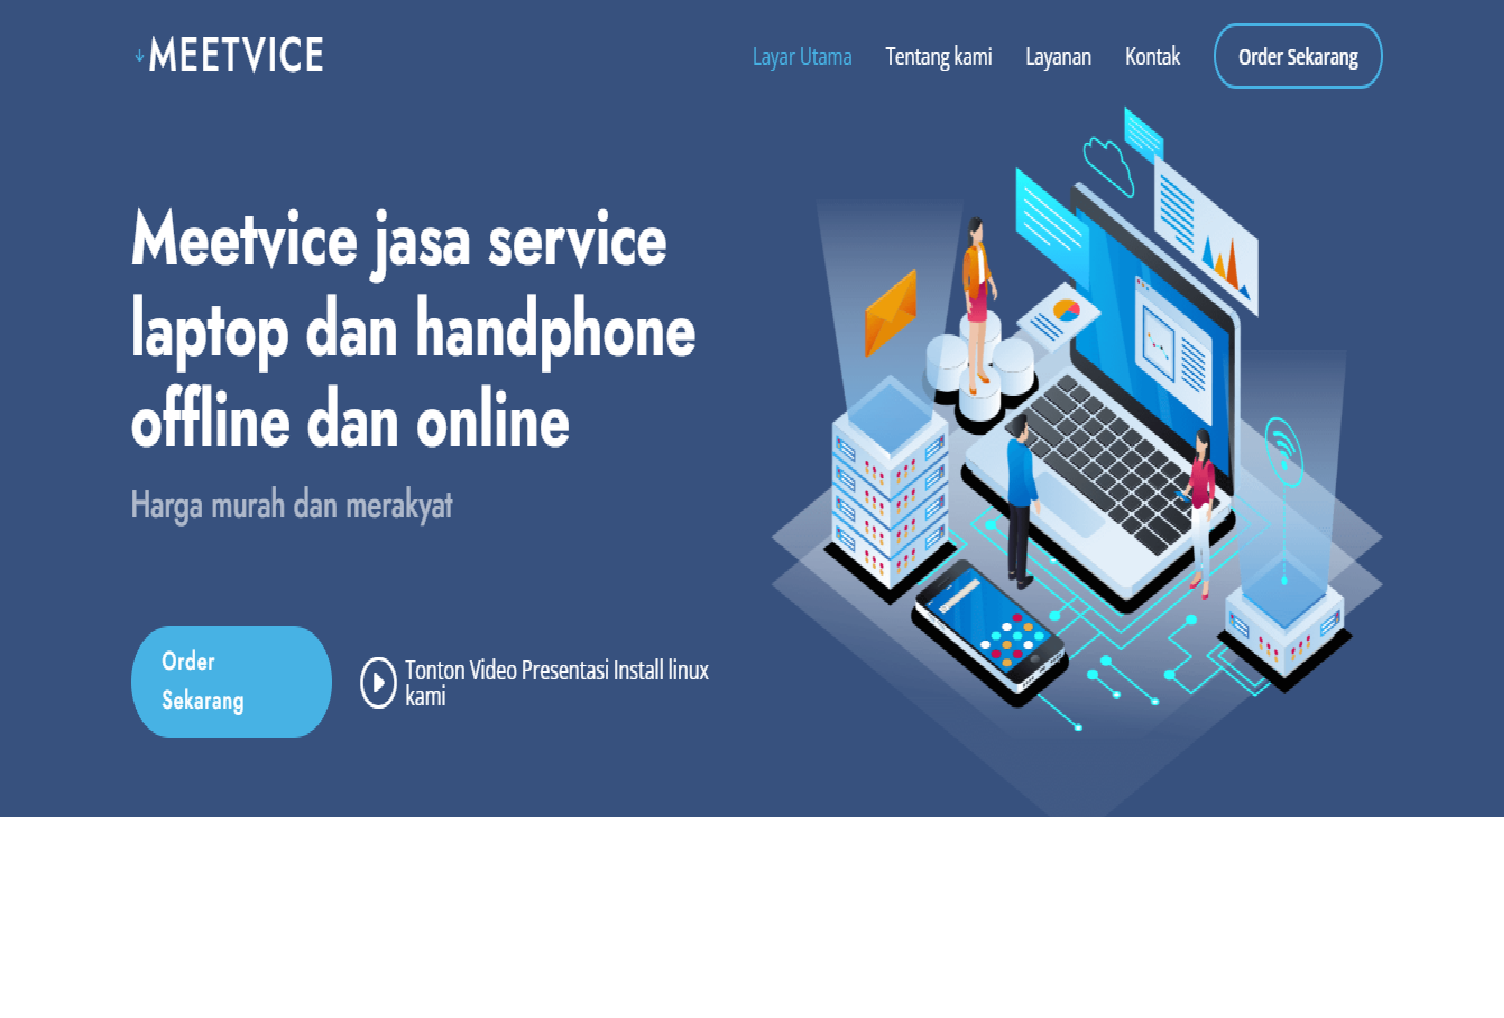 MEETVICE
Layar Utama
Tentang kami
Layanan
Kontak
Order Sekarang
Meetvice jasa service
laptop dan handphone
offline dan online
Harga murah dan merakyat
Order
Sekarang
Tonton Video Presentasi Install linux
kami